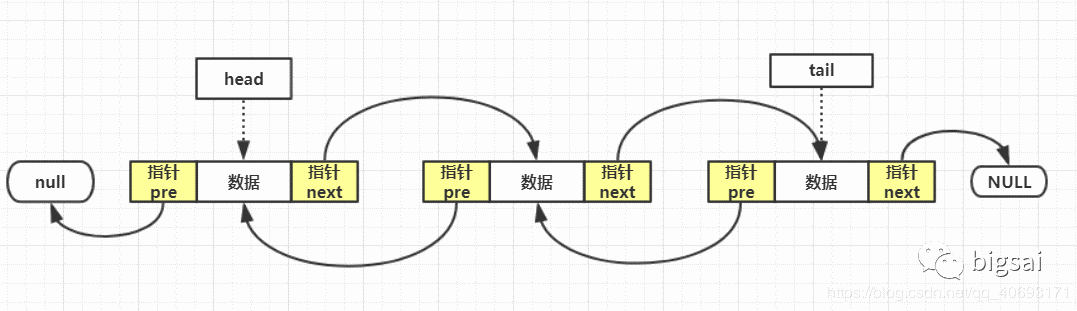 head
tail
null
指针
pre
数据
指针
next
指针
pre
数据
指针
next
指针
pre
数据
指针
next
NULL
bigsai
https://blog.csdn.net/qq_40693171